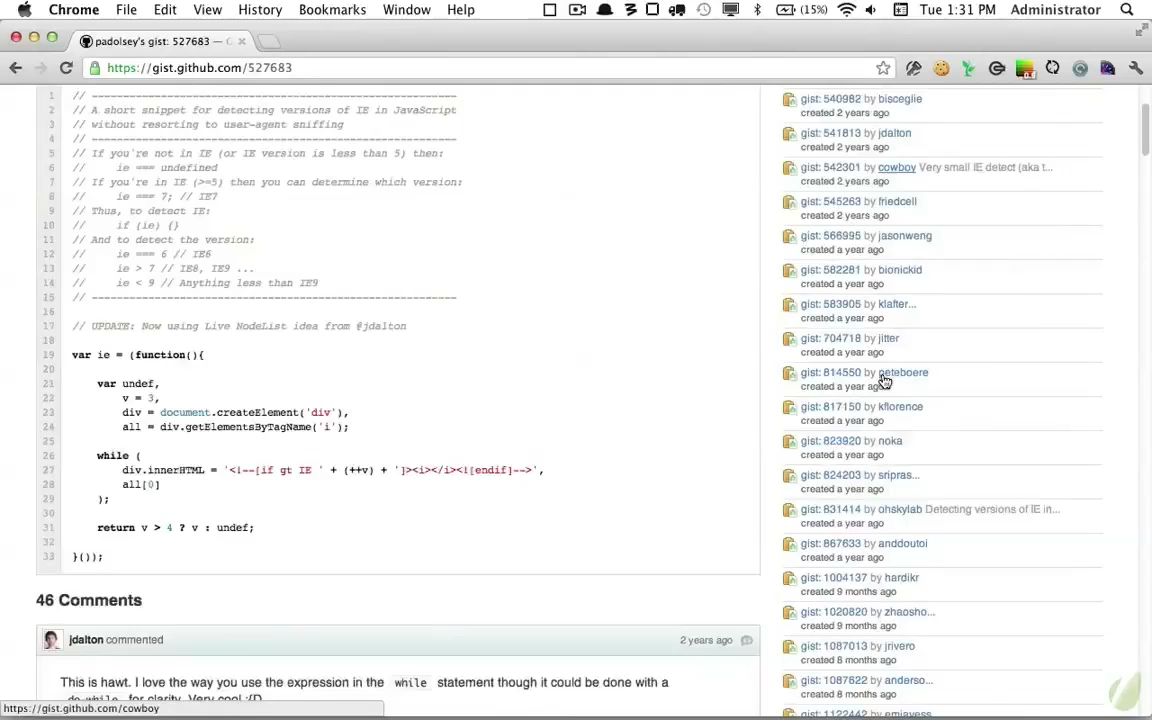 Chrome File Edit View History Bookmarks Window Help (15%) Tue 1:31 PM Administrator
padolsey's gist: 527683 —
https://gist.github.com/527683
1 // ----------------------------------------------------------
2 // A short snippet for detecting versions of IE in JavaScript
3 // without resorting to user-agent sniffing
4 // ----------------------------------------------------------
5 // If you're not in IE (or IE version is less than 5) then:
6 // ie === undefined
7 // If you're in IE (>=5) then you can determine which version:
8 // ie === 7; // IE7
9 // Thus, to detect IE:
10 // if (ie) {}
11 // And to detect the version:
12 // ie === 6 // IE6
13 // ie > 7 // IE8, IE9 ...
14 // ie < 9 // Anything less than IE9
15 // ----------------------------------------------------------
16
17 // UPDATE: Now using Live NodeList idea from @jdalton
18
19 var ie = (function(){
20
21 var undef,
22 v = 3,
23 div = document.createElement('div'),
24 all = div.getElementsByTagName('i');
25
26 while (
27 div.innerHTML = '<!--[if gt IE ' + (++v) + ']><i></i><![endif]-->',
28 all[0]
29 );
30
31 return v > 4 ? v : undef;
32
33 }());
46 Comments
jdalton commented 2 years ago
This is hawt. I love the way you use the expression in the while statement though it could be done with a
do-while for clarity. Very cool :{D
https://gist.github.com/cowboy
gist: 540982 by bisceglie
created 2 years ago
gist: 541813 by jdalton
created 2 years ago
gist: 542301 by cowboy Very small IE detect (aka t...
created 2 years ago
gist: 545263 by friedcell
created 2 years ago
gist: 566995 by jasonweng
created a year ago
gist: 582281 by bionickid
created a year ago
gist: 583905 by klafter...
created a year ago
gist: 704718 by jitter
created a year ago
gist: 814550 by peteboere
created a year ago
gist: 817150 by kflorence
created a year ago
gist: 823920 by noka
created a year ago
gist: 824203 by sripras...
created a year ago
gist: 831414 by ohskylab Detecting versions of IE in...
created a year ago
gist: 867633 by anddoutoi
created a year ago
gist: 1004137 by hardikr
created 9 months ago
gist: 1020820 by zhaosho...
created 9 months ago
gist: 1087013 by jrivero
created 8 months ago
gist: 1087622 by anderso...
created 8 months ago
gist: 1122442 by emjayess